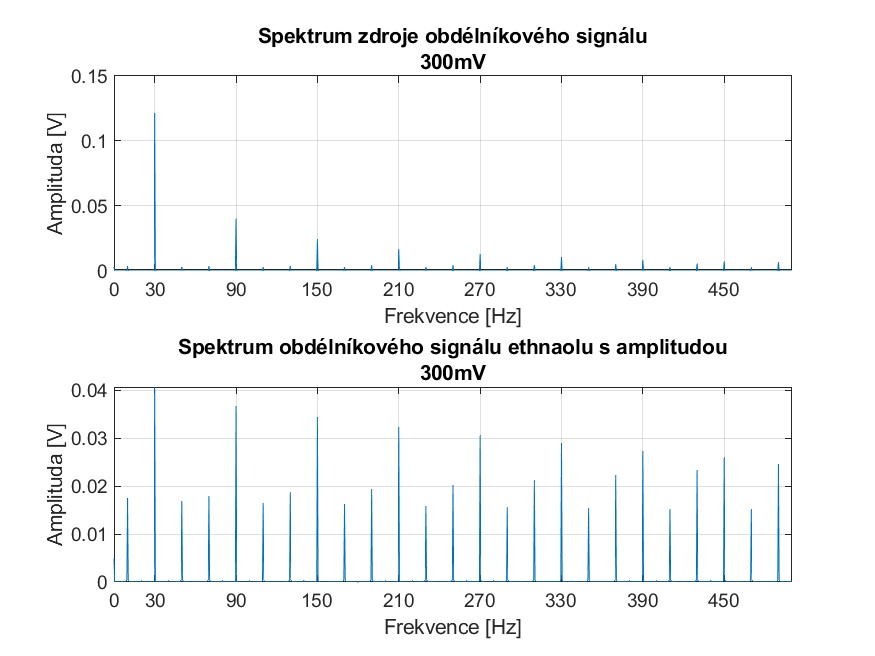 Spektrum zdroje obdélníkového signálu
300mV
0.15
0.1
0.05
0
Amplituda [V]
0 30 90 150 210 270 330 390 450
Frekvence [Hz]
Spektrum obdélníkového signálu ethnaolu s amplitudou
300mV
0.04
0.03
0.02
0.01
0
Amplituda [V]
0 30 90 150 210 270 330 390 450
Frekvence [Hz]